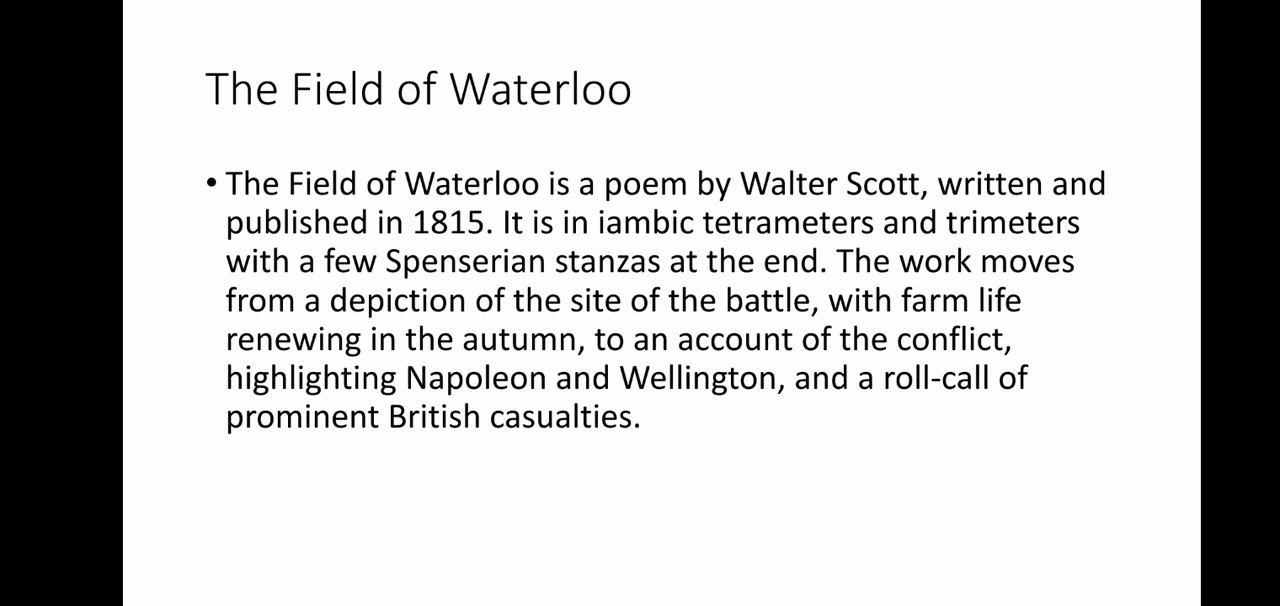 The Field of Waterloo
• The Field of Waterloo is a poem by Walter Scott, written and
published in 1815. It is in iambic tetrameters and trimeters
with a few Spenserian stanzas at the end. The work moves
from a depiction of the site of the battle, with farm life
renewing in the autumn, to an account of the conflict,
highlighting Napoleon and Wellington, and a roll-call of
prominent British casualties.